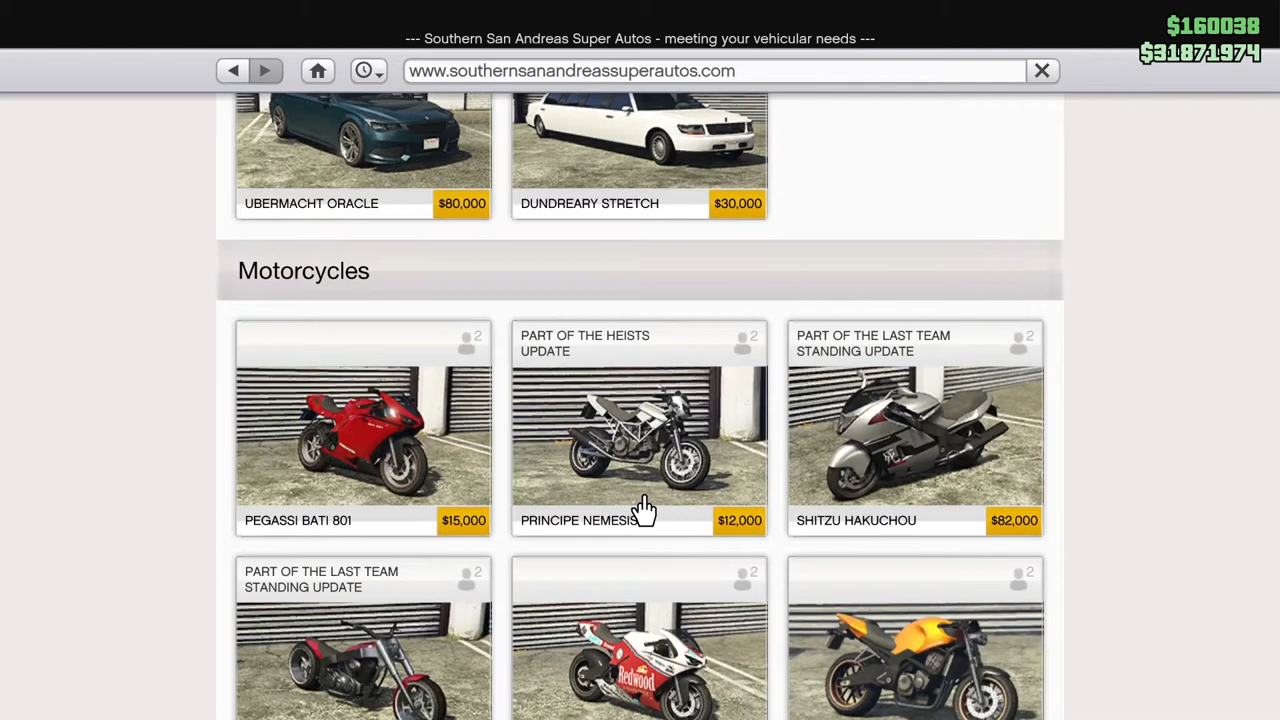 $160038
--- Southern San Andreas Super Autos - meeting your vehicular needs ---
$31871974
www.southernsanandreassuperautos.com
UBERMACHT ORACLE
$80,000
DUNDREARY STRETCH
$30,000
Motorcycles
2
PART OF THE HEISTS
UPDATE
2
PART OF THE LAST TEAM
STANDING UPDATE
2
PEGASSI BATI 801
$15,000
PRINCIPE NEMESIS
$12,000
SHITZU HAKUCHOU
$82,000
PART OF THE LAST TEAM
STANDING UPDATE
2
2
2
Redwood